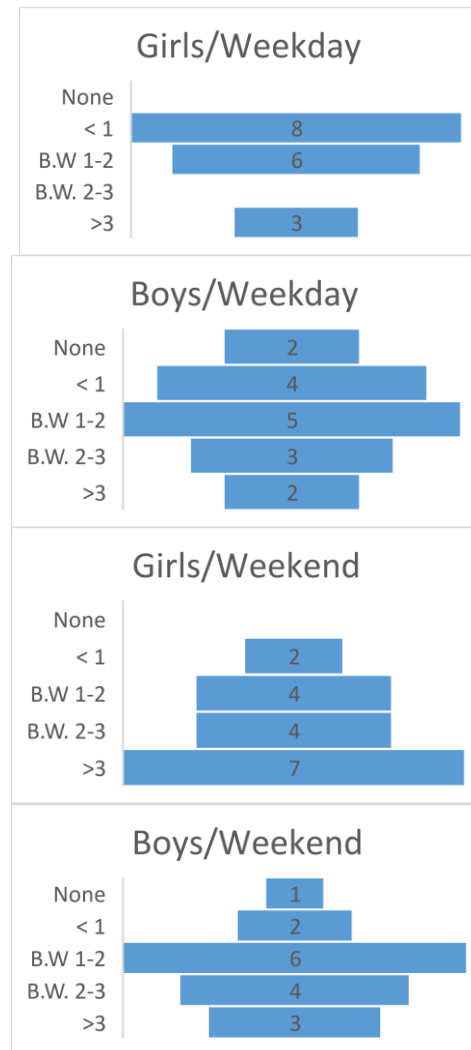 Girls/Weekday
None
< 1 8
B.W 1-2 6
B.W. 2-3
>3 3
Boys/Weekday
None 2
< 1 4
B.W 1-2 5
B.W. 2-3 3
>3 2
Girls/Weekend
None
< 1 2
B.W 1-2 4
B.W. 2-3 4
>3 7
Boys/Weekend
None 1
< 1 2
B.W 1-2 6
B.W. 2-3 4
>3 3